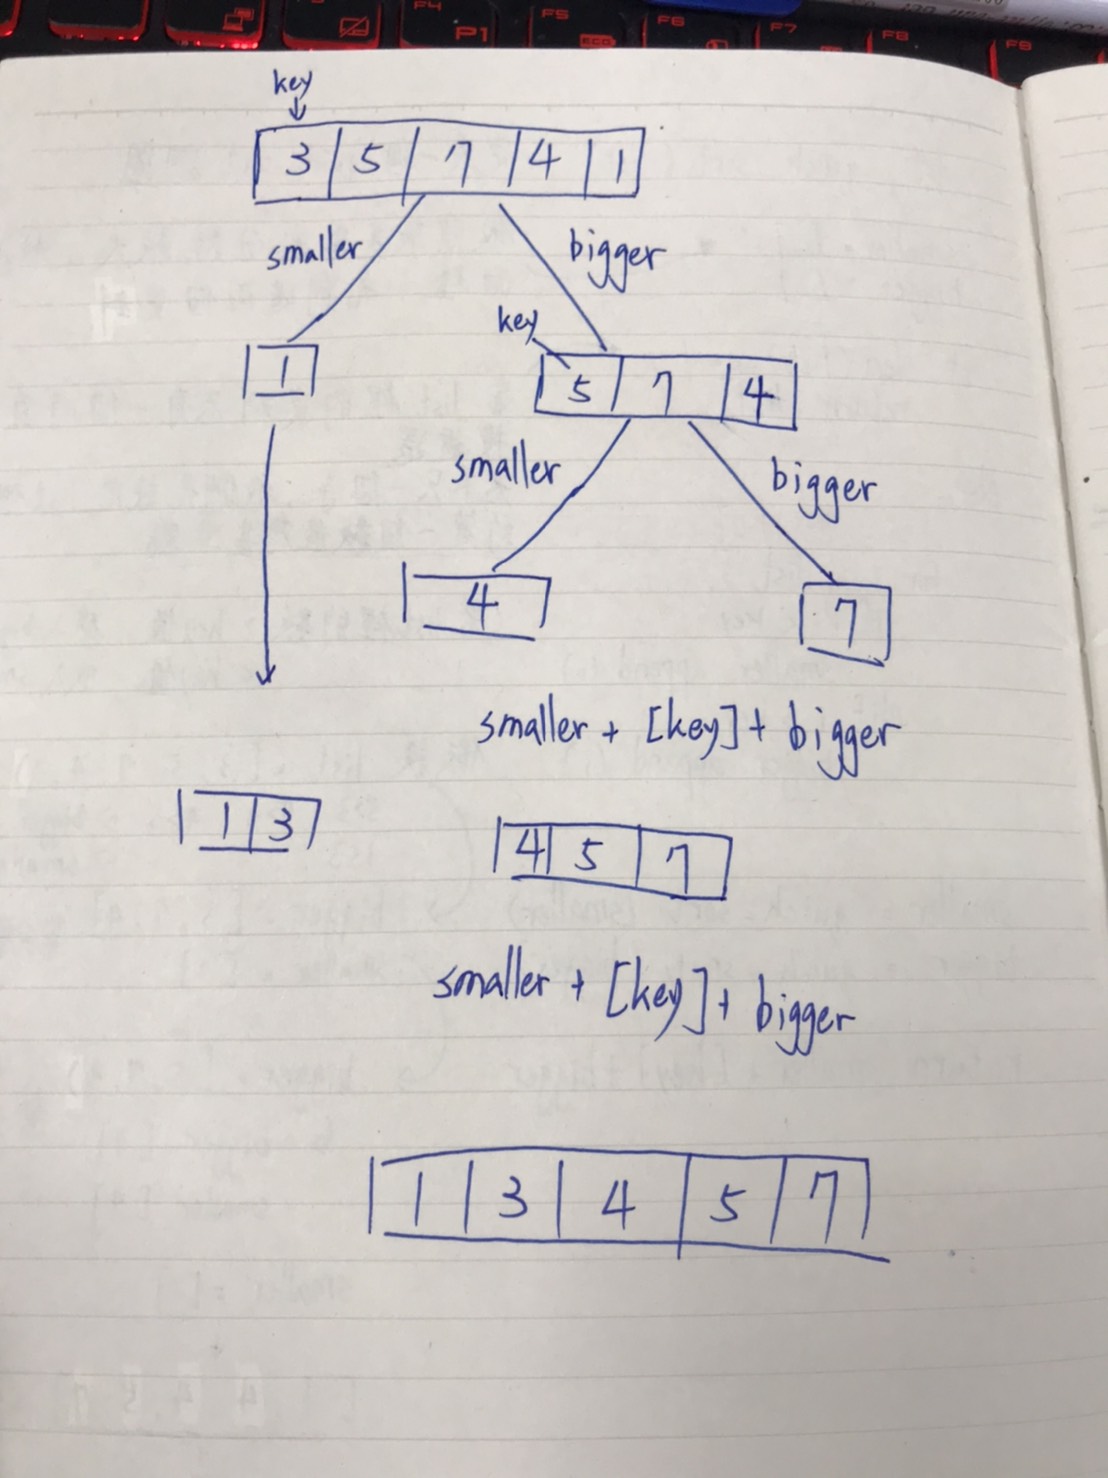 F4
F5
F6
F7
F8
F9
P1
key
3 5 7 4 1
smaller bigger
key
1
5 7 4
smaller bigger
4 7
smaller + [key] + bigger
1 3
4 5 7
smaller + [key] + bigger
1 3 4 5 7